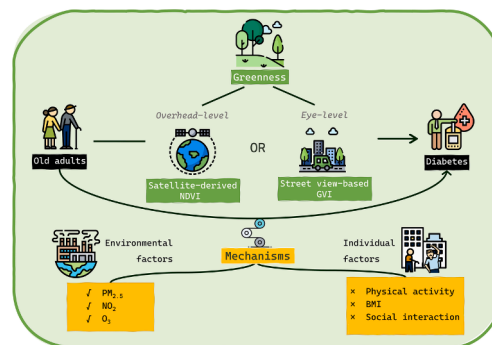 Greenness
Overhead-level
Eye-level
Old adults
OR
Diabetes
Satellite-derived
NDVI
Street view-based
GVI
Environmental
factors
Mechanisms
Individual
factors
√ PM2.5
√ NO2
√ O3
× Physical activity
× BMI
× Social interaction